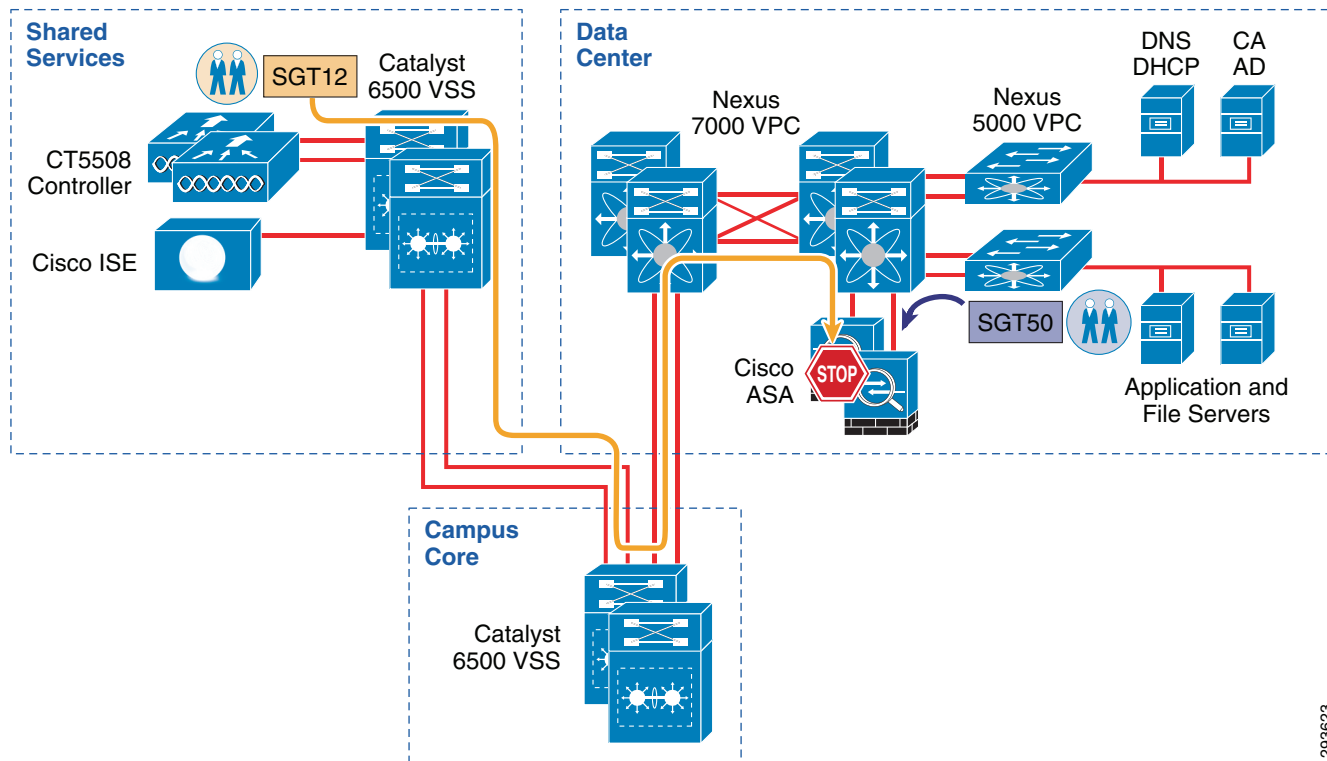 Shared
Services
SGT12
Catalyst
6500 VSS
CT5508
Controller
Cisco ISE
Data
Center
Nexus
7000 VPC
Nexus
5000 VPC
DNS
DHCP
CA
AD
SGT50
Cisco
ASA
STOP
Application and
File Servers
Campus
Core
Catalyst
6500 VSS
293623